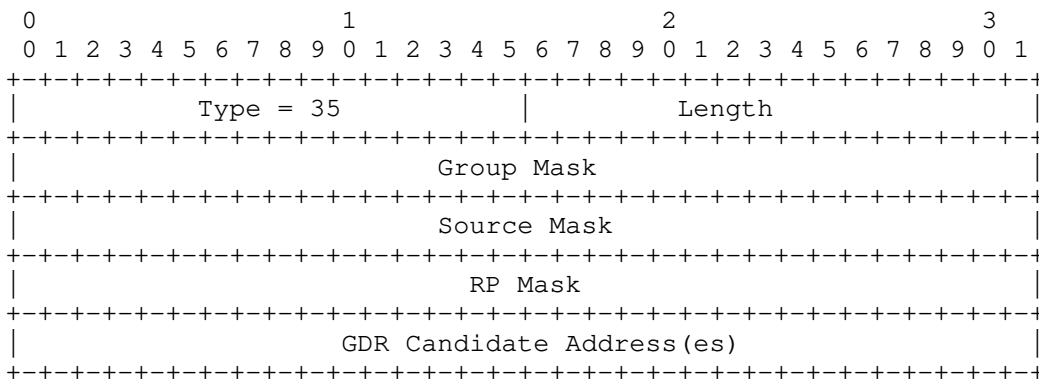 0                   1                   2                   3
 0 1 2 3 4 5 6 7 8 9 0 1 2 3 4 5 6 7 8 9 0 1 2 3 4 5 6 7 8 9 0 1
+-+-+-+-+-+-+-+-+-+-+-+-+-+-+-+-+-+-+-+-+-+-+-+-+-+-+-+-+-+-+-+-+
|           Type = 35           |         Length                |
+-+-+-+-+-+-+-+-+-+-+-+-+-+-+-+-+-+-+-+-+-+-+-+-+-+-+-+-+-+-+-+-+
|                          Group Mask                           |
+-+-+-+-+-+-+-+-+-+-+-+-+-+-+-+-+-+-+-+-+-+-+-+-+-+-+-+-+-+-+-+-+
|                          Source Mask                          |
+-+-+-+-+-+-+-+-+-+-+-+-+-+-+-+-+-+-+-+-+-+-+-+-+-+-+-+-+-+-+-+-+
|                            RP Mask                            |
+-+-+-+-+-+-+-+-+-+-+-+-+-+-+-+-+-+-+-+-+-+-+-+-+-+-+-+-+-+-+-+-+
|                    GDR Candidate Address(es)                  |
+-+-+-+-+-+-+-+-+-+-+-+-+-+-+-+-+-+-+-+-+-+-+-+-+-+-+-+-+-+-+-+-+